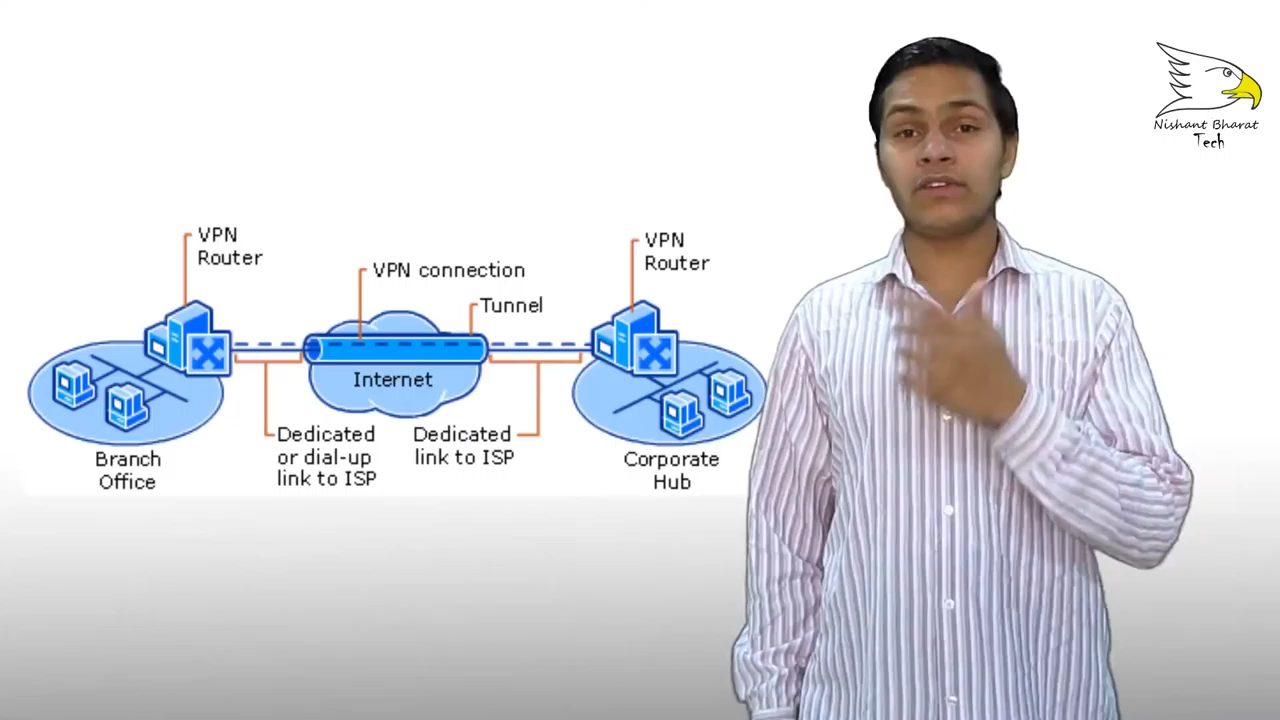 VPN
Router
VPN connection
Tunnel
VPN
Router
Internet
Dedicated
or dial-up
link to ISP
Dedicated
link to ISP
Branch
Office
Corporate
Hub
Nishant Bharat
Tech